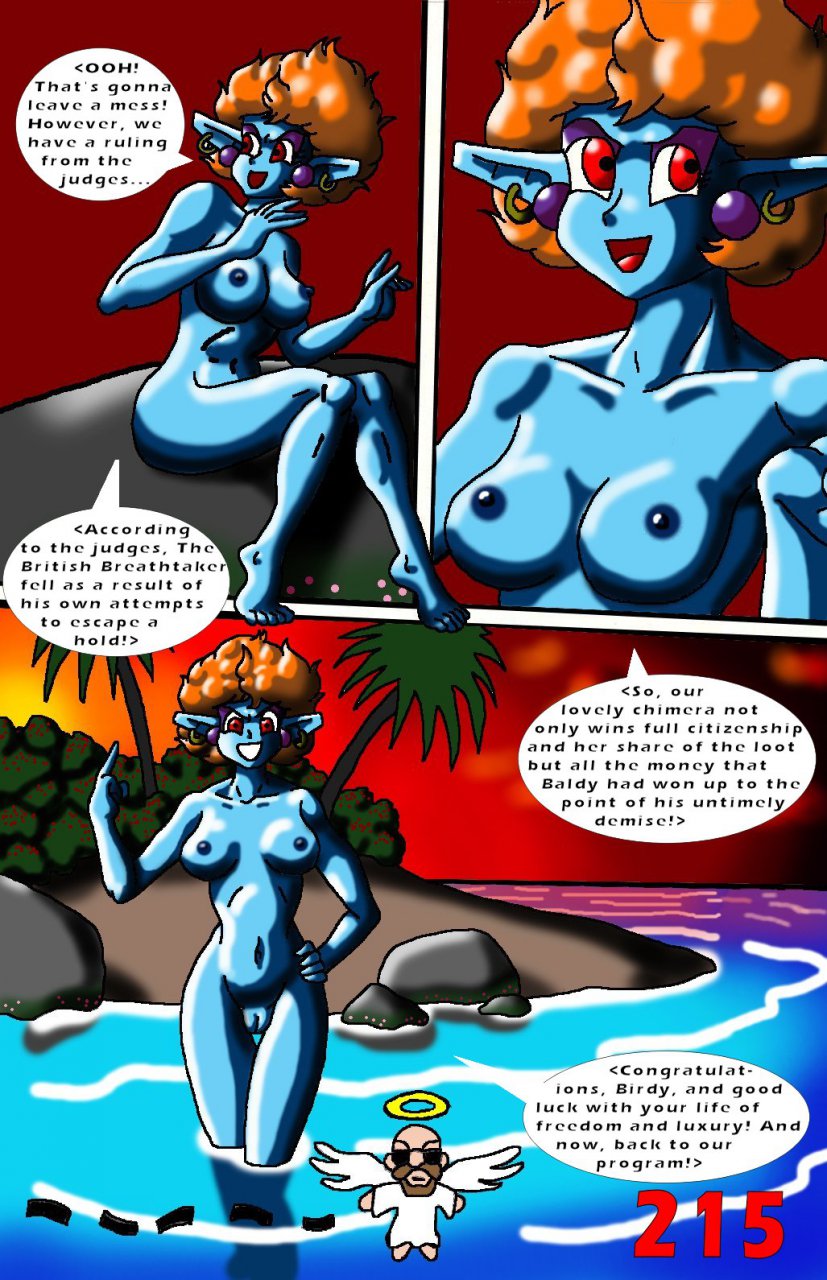 <OOH!
That's gonna
leave a mess!
However, we
have a ruling
from the
judges...
<According
to the judges, The
British Breathtaker
fell as a result of
his own attempts
to escape a
hold!>
<So, our
lovely chimera not
only wins full citizenship
and her share of the loot
but all the money that
Baldy had won up to the
point of his untimely
demise!>
<Congratulat-
ions, Birdy, and good
luck with your life of
freedom and luxury! And
now, back to our
program!>
215